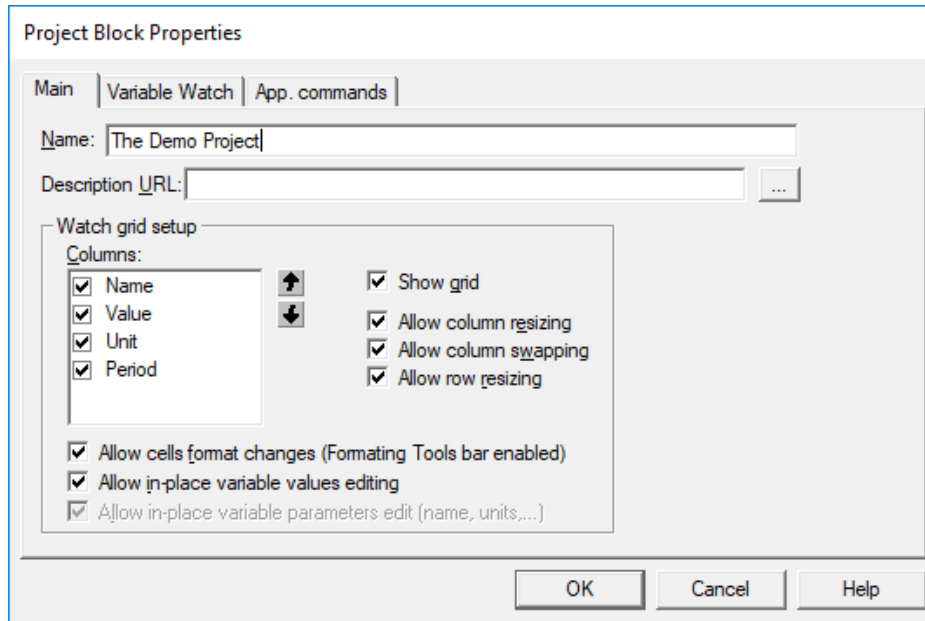 Project Block Properties
Main Variable Watch App. commands
Name: The Demo Project
Description URL: ...
Watch grid setup
Columns:
Name Show grid
Value Allow column resizing
Unit Allow column swapping
Period Allow row resizing
Allow cells format changes (Formating Tools bar enabled)
Allow in-place variable values editing
Allow in-place variable parameters edit (name, units,...)
OK Cancel Help